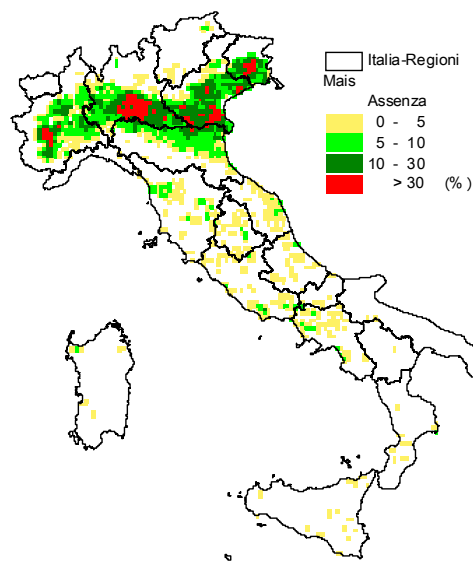 Italia-Regioni
Mais
Assenza
0 - 5
5 - 10
10 - 30
> 30 (%)